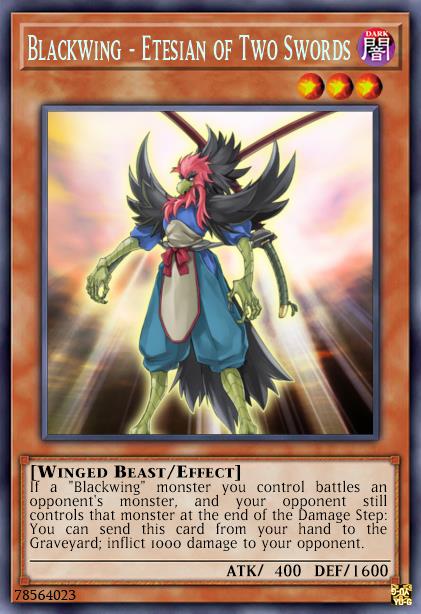 Blackwing - Etesian of Two Swords
DARK
闇
[Winged Beast/Effect]
If a "Blackwing" monster you control battles an
opponent's monster, and your opponent still
controls that monster at the end of the Damage Step:
You can send this card from your hand to the
Graveyard; inflict 1000 damage to your opponent.
ATK/ 400 DEF/1600
78564023